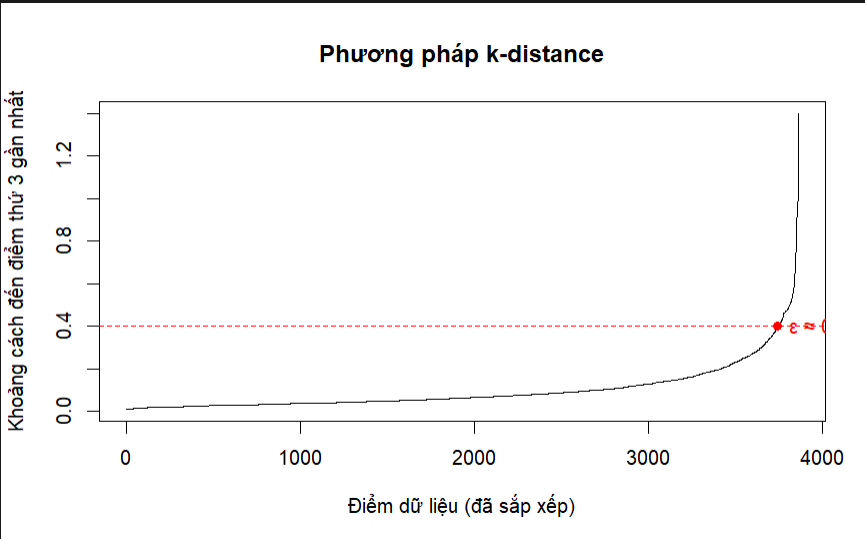 Phương pháp k-distance
Khoảng cách đến điểm thứ 3 gần nhất
1.2
0.8
0.4
0.0
ε ≈
0
1000
2000
3000
4000
Điểm dữ liệu (đã sắp xếp)